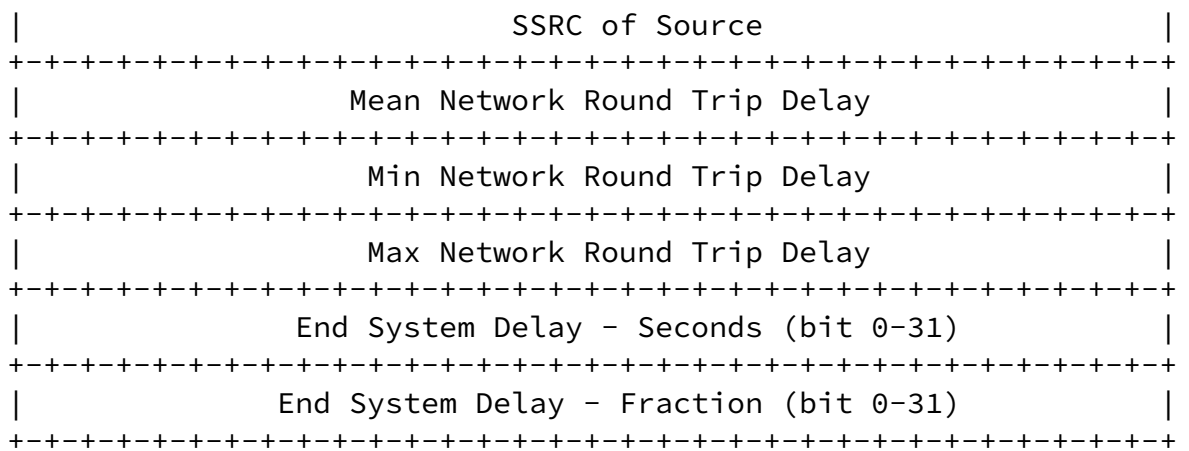 |                           SSRC of Source                      |
+-+-+-+-+-+-+-+-+-+-+-+-+-+-+-+-+-+-+-+-+-+-+-+-+-+-+-+-+-+-+-+-+
|                  Mean Network Round Trip Delay                |
+-+-+-+-+-+-+-+-+-+-+-+-+-+-+-+-+-+-+-+-+-+-+-+-+-+-+-+-+-+-+-+-+
|                   Min Network Round Trip Delay                |
+-+-+-+-+-+-+-+-+-+-+-+-+-+-+-+-+-+-+-+-+-+-+-+-+-+-+-+-+-+-+-+-+
|                   Max Network Round Trip Delay                |
+-+-+-+-+-+-+-+-+-+-+-+-+-+-+-+-+-+-+-+-+-+-+-+-+-+-+-+-+-+-+-+-+
|               End System Delay - Seconds (bit 0-31)           |
+-+-+-+-+-+-+-+-+-+-+-+-+-+-+-+-+-+-+-+-+-+-+-+-+-+-+-+-+-+-+-+-+
|              End System Delay - Fraction (bit 0-31)           |
+-+-+-+-+-+-+-+-+-+-+-+-+-+-+-+-+-+-+-+-+-+-+-+-+-+-+-+-+-+-+-+-+